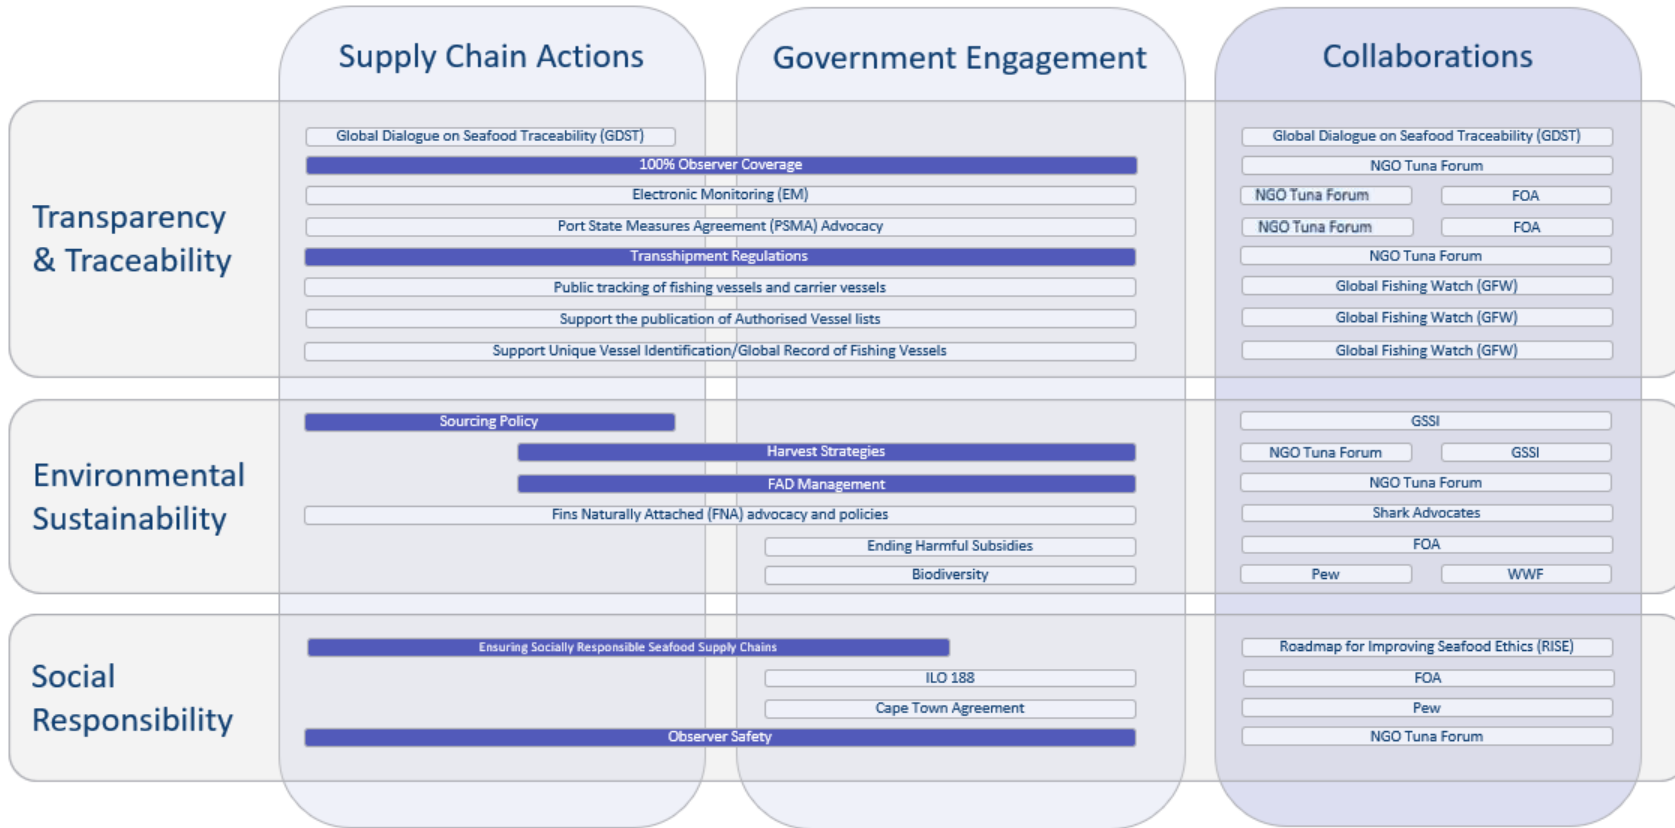 Supply Chain Actions
Government Engagement
Collaborations
Transparency
& Traceability
Global Dialogue on Seafood Traceability (GDST)
Global Dialogue on Seafood Traceability (GDST)
100% Observer Coverage
NGO Tuna Forum
Electronic Monitoring (EM)
NGO Tuna Forum
FOA
Port State Measures Agreement (PSMA) Advocacy
NGO Tuna Forum
FOA
Transshipment Regulations
NGO Tuna Forum
Public tracking of fishing vessels and carrier vessels
Global Fishing Watch (GFW)
Support the publication of Authorised Vessel lists
Global Fishing Watch (GFW)
Support Unique Vessel Identification/Global Record of Fishing Vessels
Global Fishing Watch (GFW)
Environmental
Sustainability
Sourcing Policy
GSSI
Harvest Strategies
NGO Tuna Forum
GSSI
FAD Management
NGO Tuna Forum
Fins Naturally Attached (FNA) advocacy and policies
Shark Advocates
Ending Harmful Subsidies
FOA
Biodiversity
Pew
WWF
Social
Responsibility
Ensuring Socially Responsible Seafood Supply Chains
Roadmap for Improving Seafood Ethics (RISE)
ILO 188
FOA
Cape Town Agreement
Pew
Observer Safety
NGO Tuna Forum